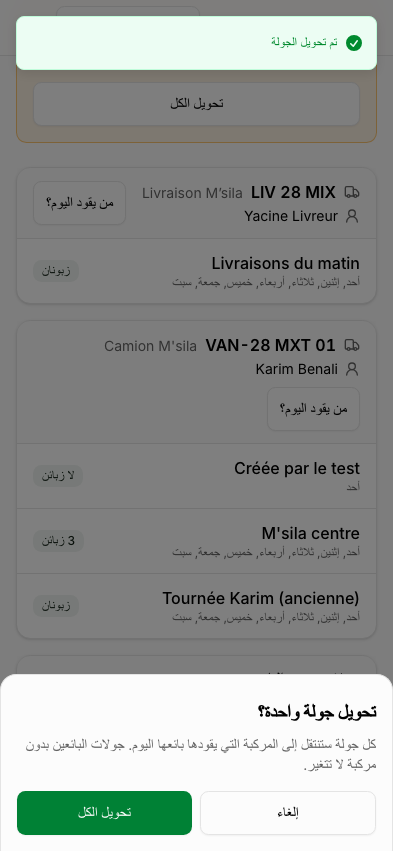 تم تحويل الجولة
تحويل الكل
LIV 28 MIX Livraison M'sila
من يقود اليوم؟
Yacine Livreur
Livraisons du matin
زبونان
أحد, إثنين, ثلاثاء, أربعاء, خميس, جمعة, سبت
VAN-28 MXT 01 Camion M'sila
Karim Benali
من يقود اليوم؟
Créée par le test
لا زبائن
أحد
M'sila centre
3 زبائن
أحد, إثنين, ثلاثاء, أربعاء, خميس, جمعة, سبت
Tournée Karim (ancienne)
زبونان
أحد, إثنين, ثلاثاء, أربعاء, خميس, جمعة, سبت
تحويل جولة واحدة؟
كل جولة ستنتقل إلى المركبة التي يقودها بائعها اليوم. جولات البائعين بدون
مركبة لا تتغير.
إلغاء
تحويل الكل